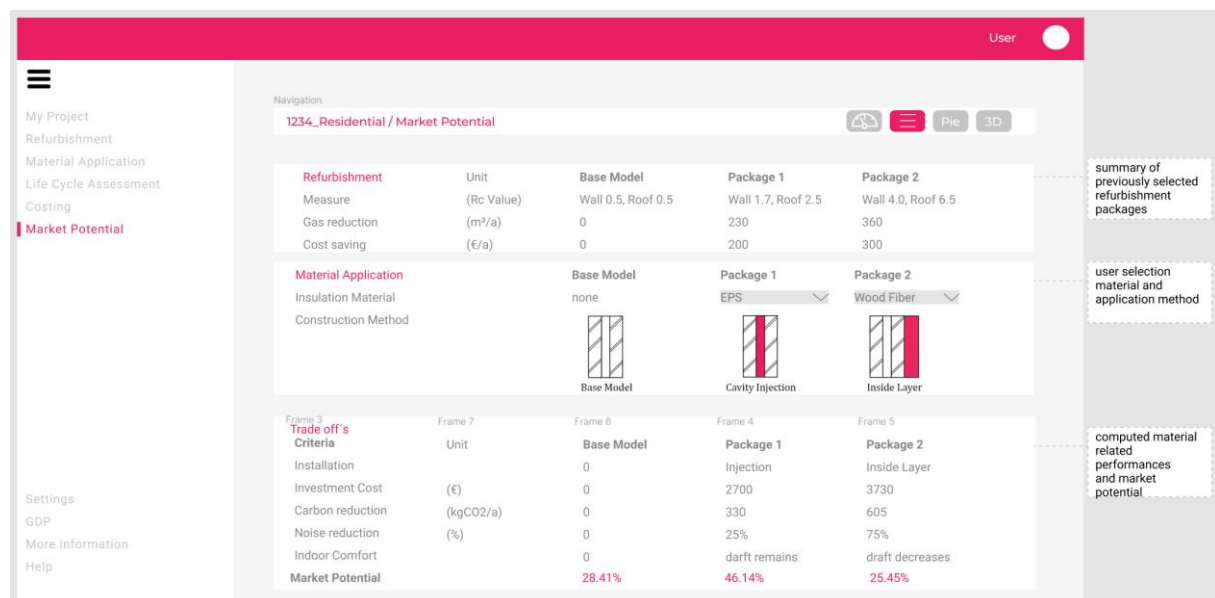 User
My Project
Refurbishment
Material Application
Life Cycle Assessment
Costing
Market Potential
Settings
GDP
More information
Help
Navigation
1234_Residential / Market Potential Pie 3D
Refurbishment Unit Base Model Package 1 Package 2
Measure (Rc Value) Wall 0.5, Roof 0.5 Wall 1.7, Roof 2.5 Wall 4.0, Roof 6.5
Gas reduction (m³/a) 0 230 360
Cost saving (€/a) 0 200 300
Material Application Base Model Package 1 Package 2
Insulation Material none EPS Wood Fiber
Construction Method
Base Model Cavity Injection Inside Layer
Frame 3 Frame 7 Frame 6 Frame 4 Frame 5
Trade off´s
Criteria Unit Base Model Package 1 Package 2
Installation 0 Injection Inside Layer
Investment Cost (€) 0 2700 3730
Carbon reduction (kgCO2/a) 0 330 605
Noise reduction (%) 0 25% 75%
Indoor Comfort 0 darft remains draft decreases
Market Potential 28.41% 46.14% 25.45%
summary of
previously selected
refurbishment
packages
user selection
material and
application method
computed material
related
performances
and market
potential